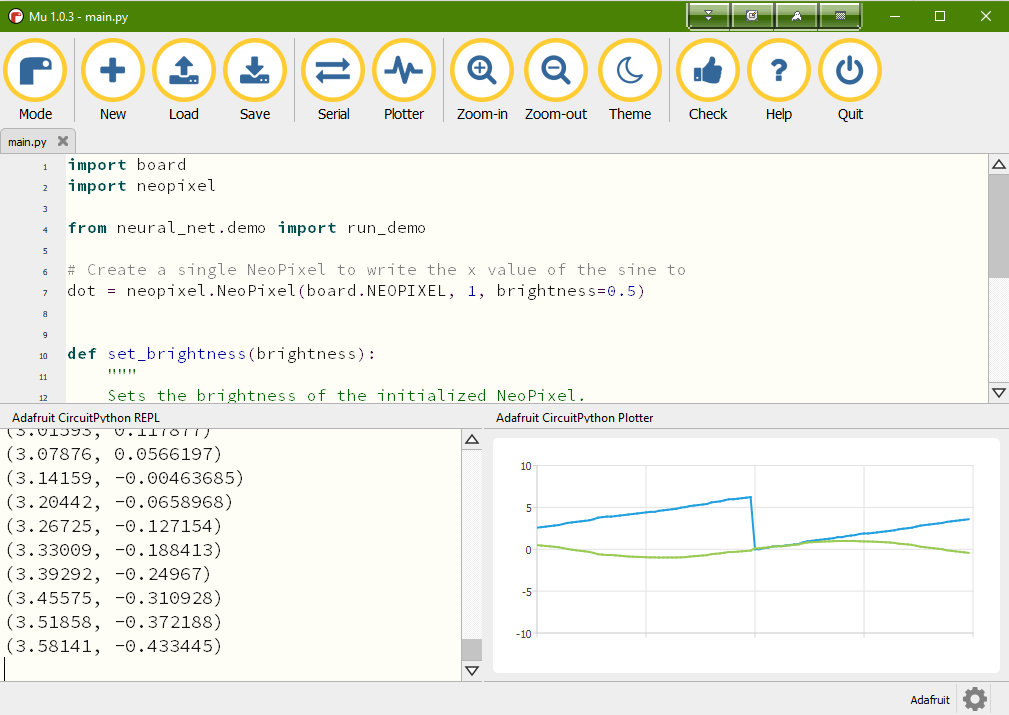 Mu 1.0.3 - main.py
Mode New Load Save Serial Plotter Zoom-in Zoom-out Theme Check Help Quit
main.py
1 import board
2 import neopixel
3
4 from neural_net.demo import run_demo
5
6 # Create a single NeoPixel to write the x value of the sine to
7 dot = neopixel.NeoPixel(board.NEOPIXEL, 1, brightness=0.5)
8
9
10 def set_brightness(brightness):
11 """
12 Sets the brightness of the initialized NeoPixel.
Adafruit CircuitPython REPL
(3.01593, 0.117877)
(3.07876, 0.0566197)
(3.14159, -0.00463685)
(3.20442, -0.0658968)
(3.26725, -0.127154)
(3.33009, -0.188413)
(3.39292, -0.24967)
(3.45575, -0.310928)
(3.51858, -0.372188)
(3.58141, -0.433445)
Adafruit CircuitPython Plotter
10
5
0
-5
-10
Adafruit